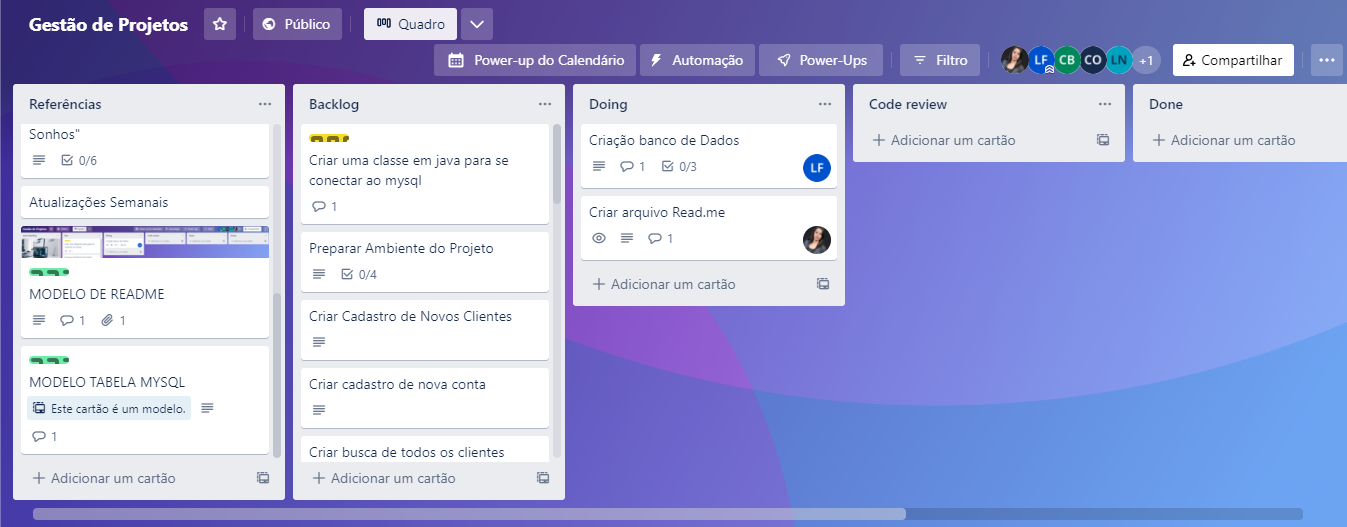 Gestão de Projetos
Público
Quadro
Power-up do Calendário
Automação
Power-Ups
Filtro
LF
CB
CO
LN
+1
Compartilhar
Referências
Sonhos"
0/6
Atualizações Semanais
MODELO DE README
1
1
MODELO TABELA MYSQL
Este cartão é um modelo.
1
Adicionar um cartão
Backlog
Criar uma classe em java para se
conectar ao mysql
1
Preparar Ambiente do Projeto
0/4
Criar Cadastro de Novos Clientes
Criar cadastro de nova conta
Criar busca de todos os clientes
Adicionar um cartão
Doing
Criação banco de Dados
1
0/3
LF
Criar arquivo Read.me
1
Adicionar um cartão
Code review
Adicionar um cartão
Done
Adicionar um cartão